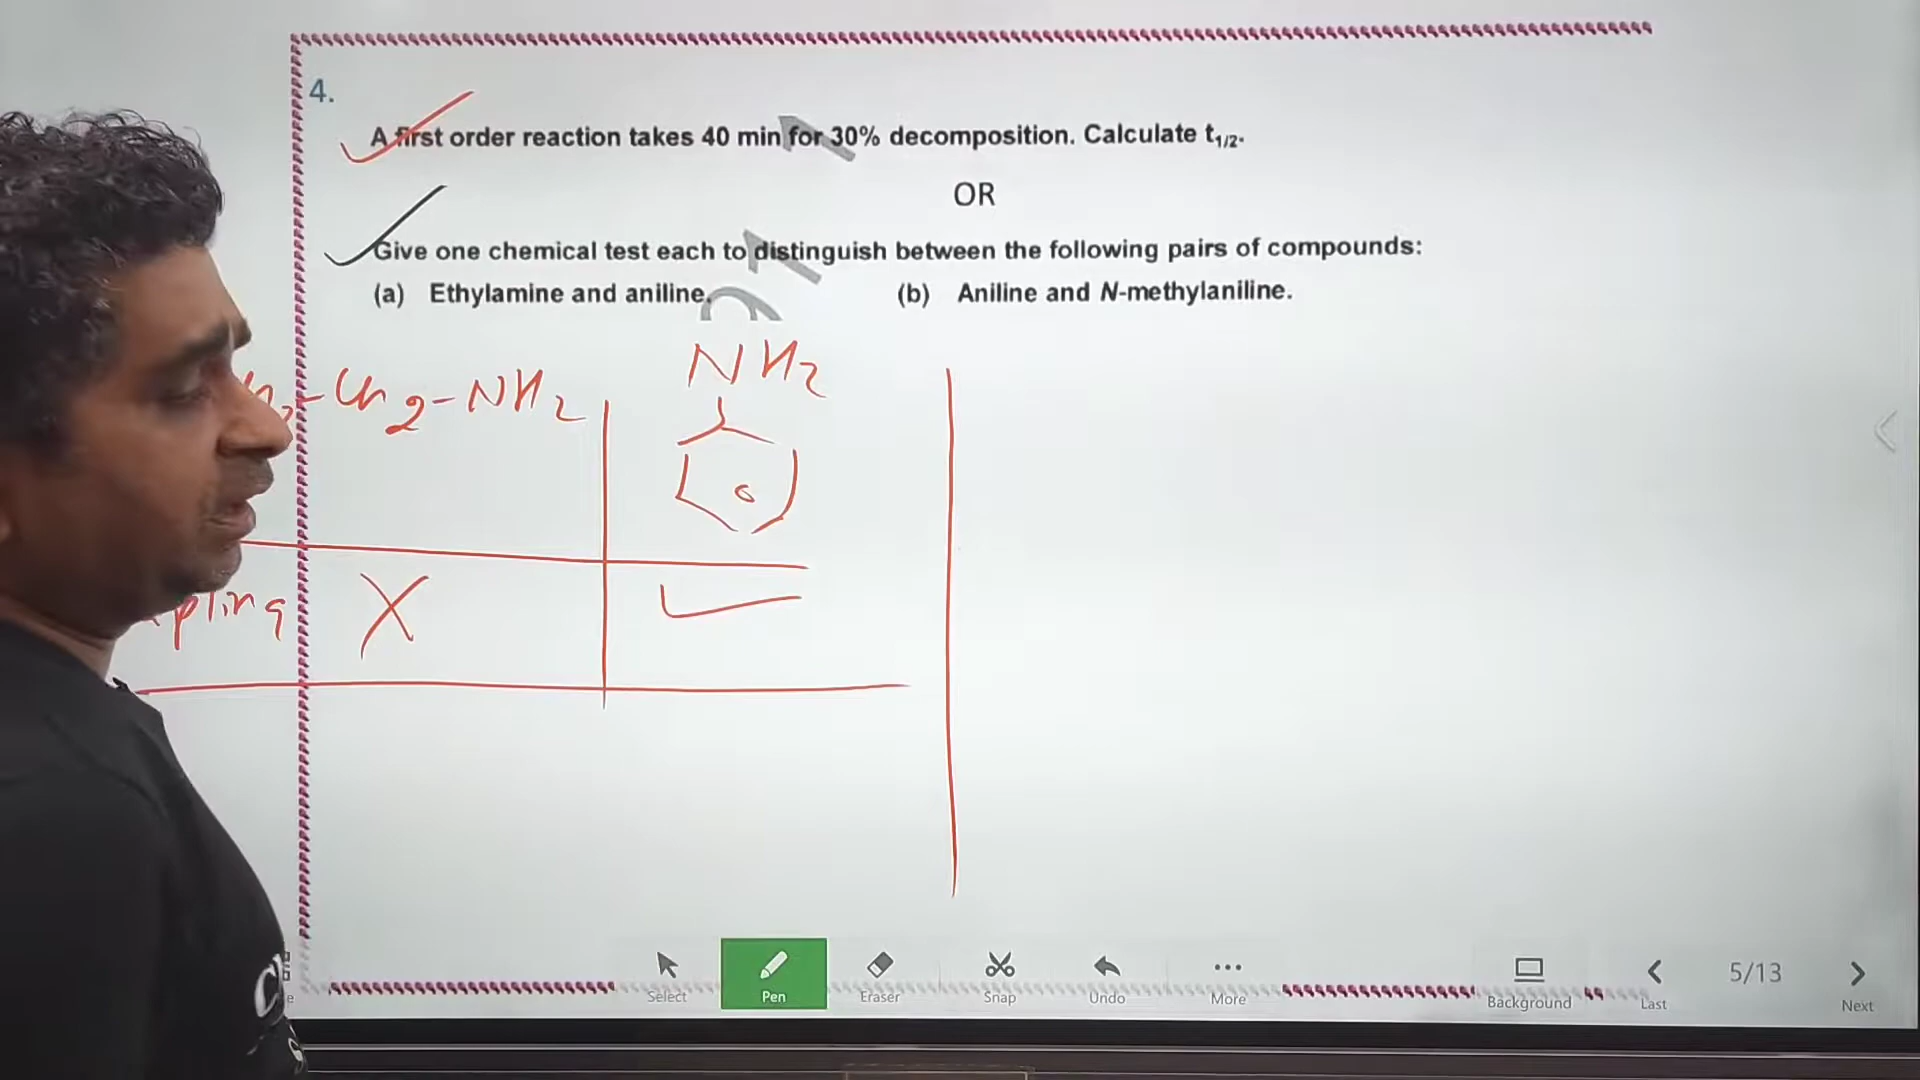 4.
A first order reaction takes 40 min for 30% decomposition. Calculate t1/2.
OR
Give one chemical test each to distinguish between the following pairs of compounds:
(a) Ethylamine and aniline. (b) Aniline and N-methylaniline.
-CH2-NH2
NH2
pling
Select
Pen
Eraser
Snap
Undo
More
Background
Last
5/13
Next